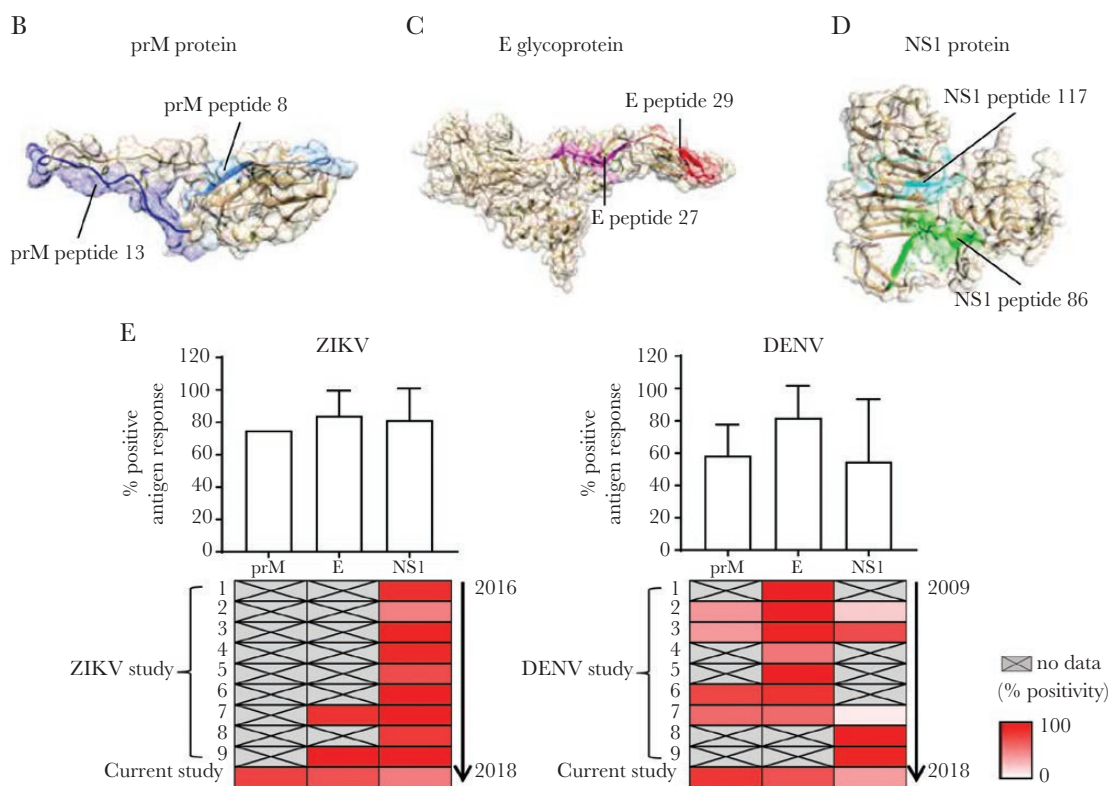 B
prM protein
prM peptide 8
prM peptide 13
C
E glycoprotein
E peptide 29
E peptide 27
D
NS1 protein
NS1 peptide 117
NS1 peptide 86
E
ZIKV
% positive
antigen response
120
100
80
60
40
20
0
prM E NS1
ZIKV study
1
2
3
4
5
6
7
8
9
Current study
2016
2018
DENV
% positive
antigen response
120
100
80
60
40
20
0
prM E NS1
DENV study
1
2
3
4
5
6
7
8
9
Current study
2009
2018
no data
(% positivity)
100
0